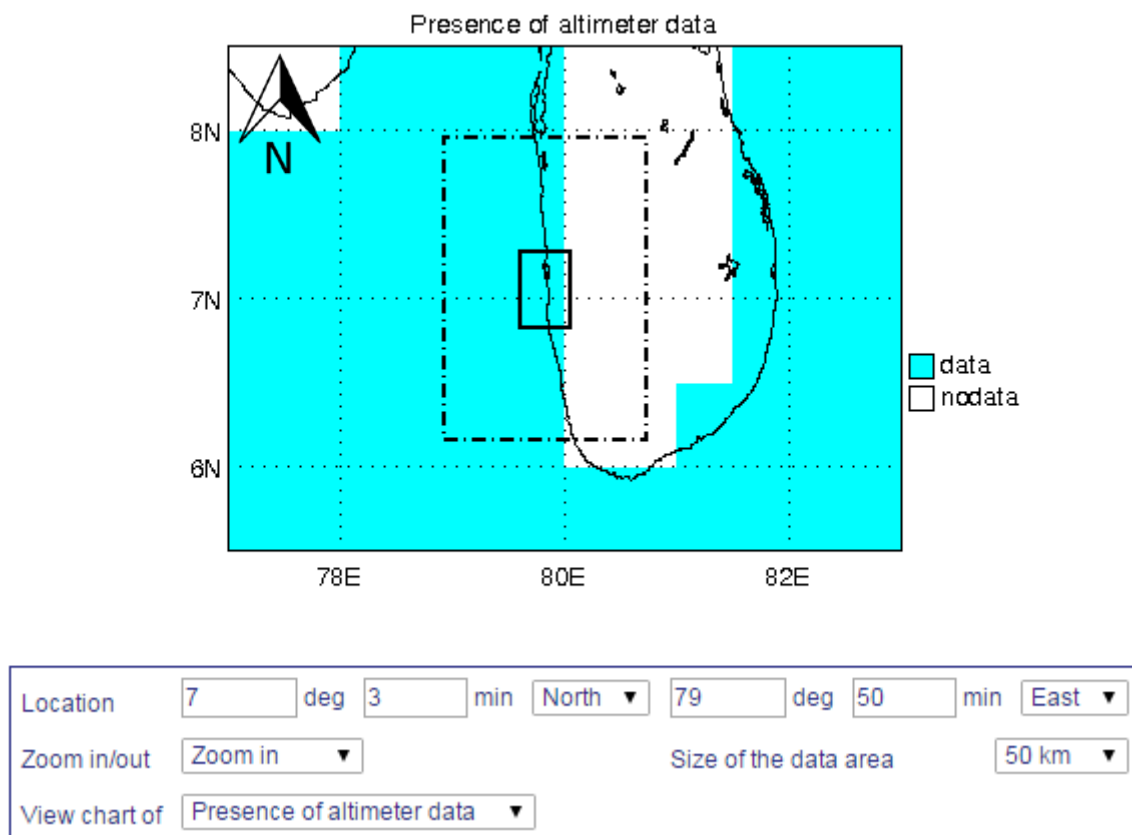 Presence of altimeter data
8N
N
7N
data
nodata
6N
78E 80E 82E
Location 7 deg 3 min North ▼ 79 deg 50 min East ▼
Zoom in/out Zoom in ▼ Size of the data area 50 km ▼
View chart of Presence of altimeter data ▼